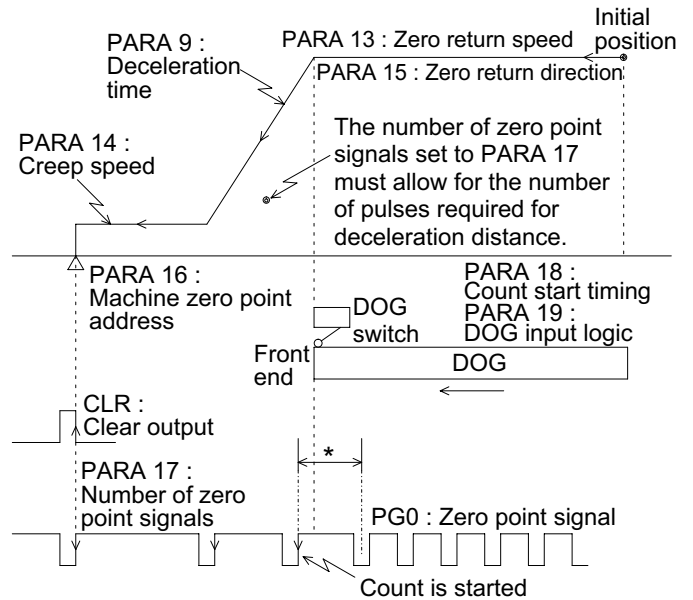 Initial
position
PARA 9 :
Deceleration
time
PARA 13 : Zero return speed
PARA 15 : Zero return direction
PARA 14 :
Creep speed
The number of zero point
signals set to PARA 17
must allow for the number
of pulses required for
deceleration distance.
PARA 16 :
Machine zero point
address
PARA 18 :
Count start timing
PARA 19 :
DOG input logic
DOG
switch
Front
end
DOG
CLR :
Clear output
*
PARA 17 :
Number of zero
point signals
PG0 : Zero point signal
Count is started